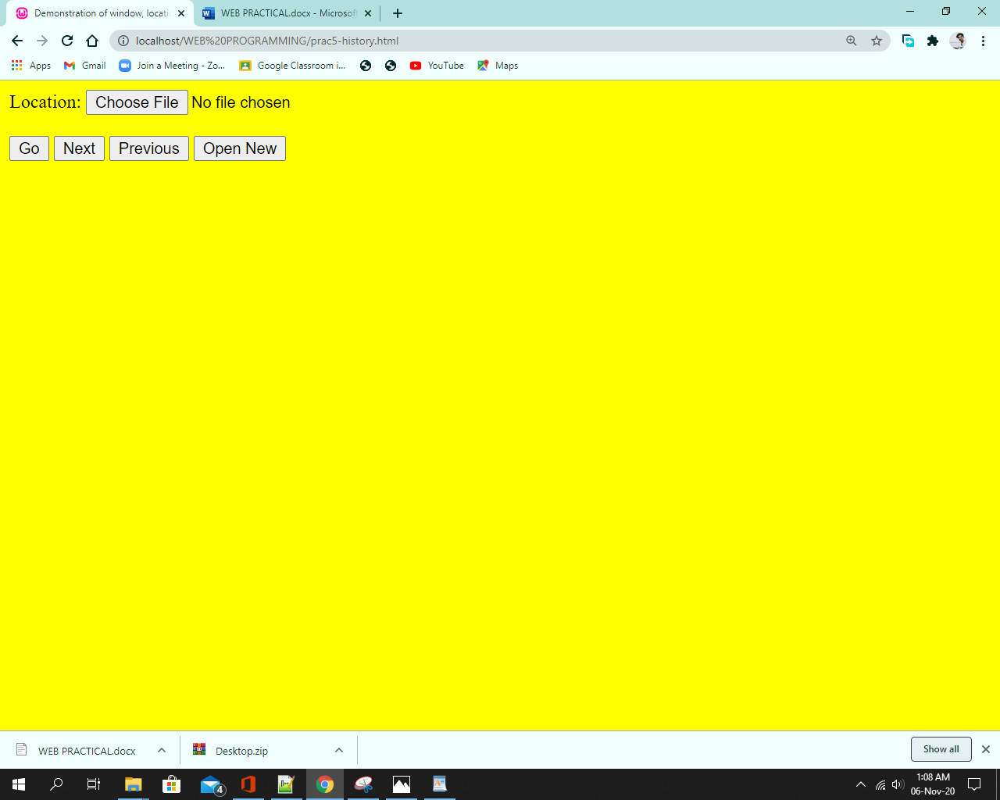 Demonstration of window, locati
WEB PRACTICAL.docx - Microsoft
localhost/WEB%20PROGRAMMING/prac5-history.html
Apps
Gmail
Join a Meeting - Zo...
Google Classroom i...
YouTube
Maps
Location: Choose File No file chosen
Go Next Previous Open New
WEB PRACTICAL.docx
Desktop.zip
Show all
4
1:08 AM
06-Nov-20